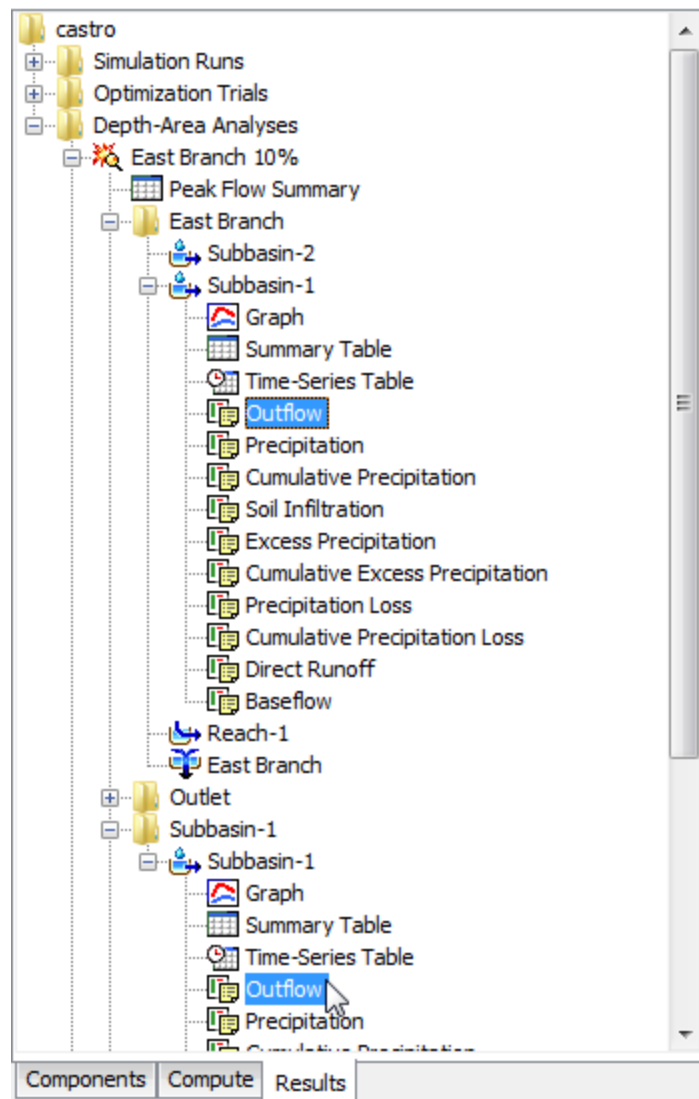 castro
Simulation Runs
Optimization Trials
Depth-Area Analyses
East Branch 10%
Peak Flow Summary
East Branch
Subbasin-2
Subbasin-1
Graph
Summary Table
Time-Series Table
Outflow
Precipitation
Cumulative Precipitation
Soil Infiltration
Excess Precipitation
Cumulative Excess Precipitation
Precipitation Loss
Cumulative Precipitation Loss
Direct Runoff
Baseflow
Reach-1
East Branch
Outlet
Subbasin-1
Subbasin-1
Graph
Summary Table
Time-Series Table
Outflow
Precipitation
Cumulative Precipitation
Components Compute Results